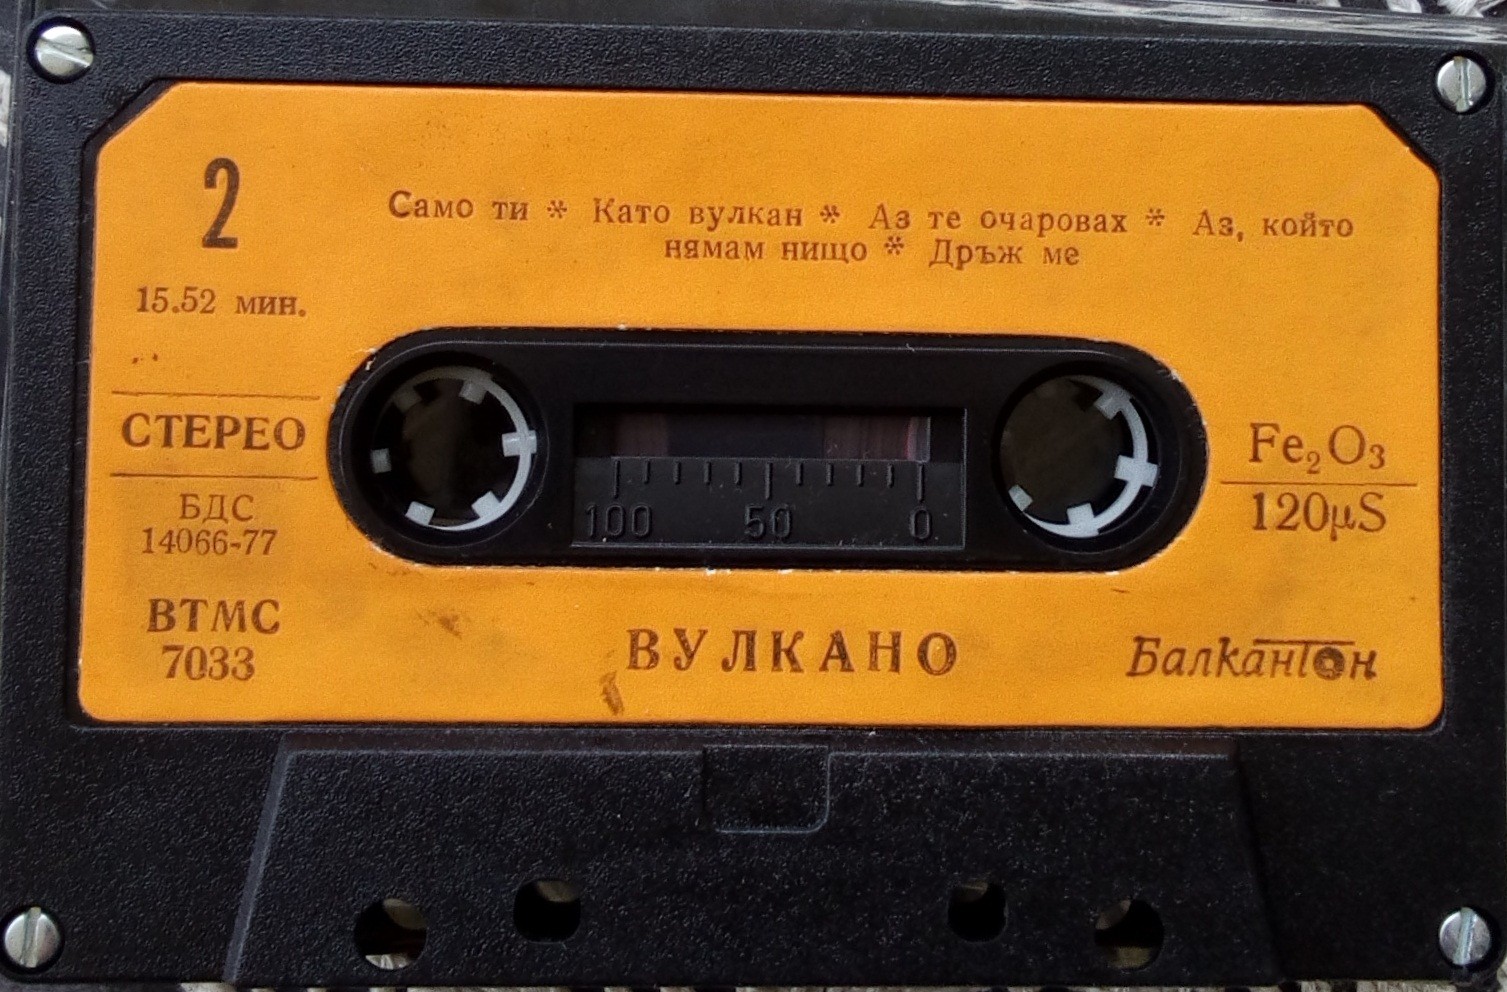 2
Само ти * Като вулкан * Аз те очаровах * Аз, който
нямам нищо * Дръж ме
15.52 мин.
СТЕРЕО
БДС
14066-77
ВТМС
7033
100 50 0
Fe₂O₃
120µS
ВУЛКАНО
Балкантон